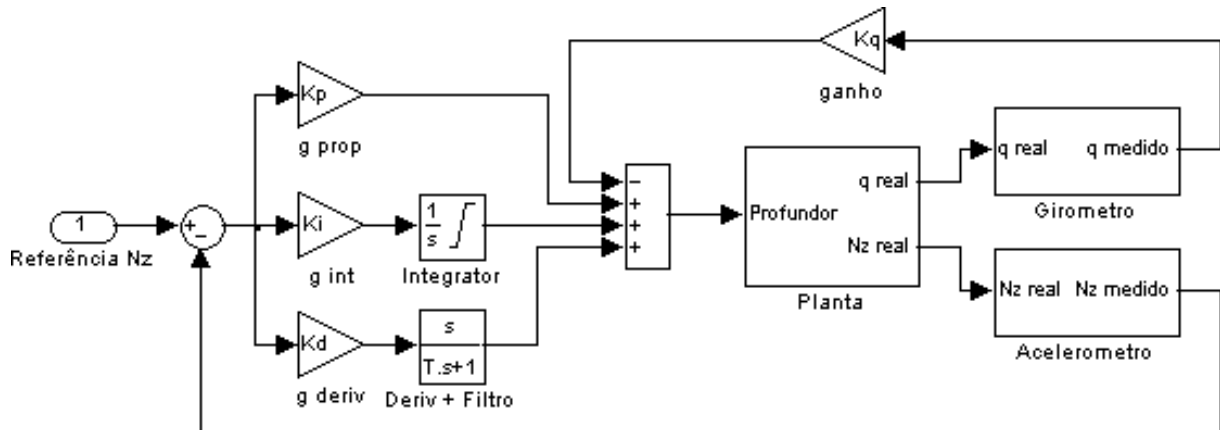 Kq
ganho
Kp
g prop
q real
q medido
Girometro
−
+
+
+
Profundor
q real
Nz real
Planta
1
Referência Nz
+
−
Ki
g int
1
s
Integrator
Nz real
Nz medido
Acelerometro
Kd
g deriv
s
T.s+1
Deriv + Filtro